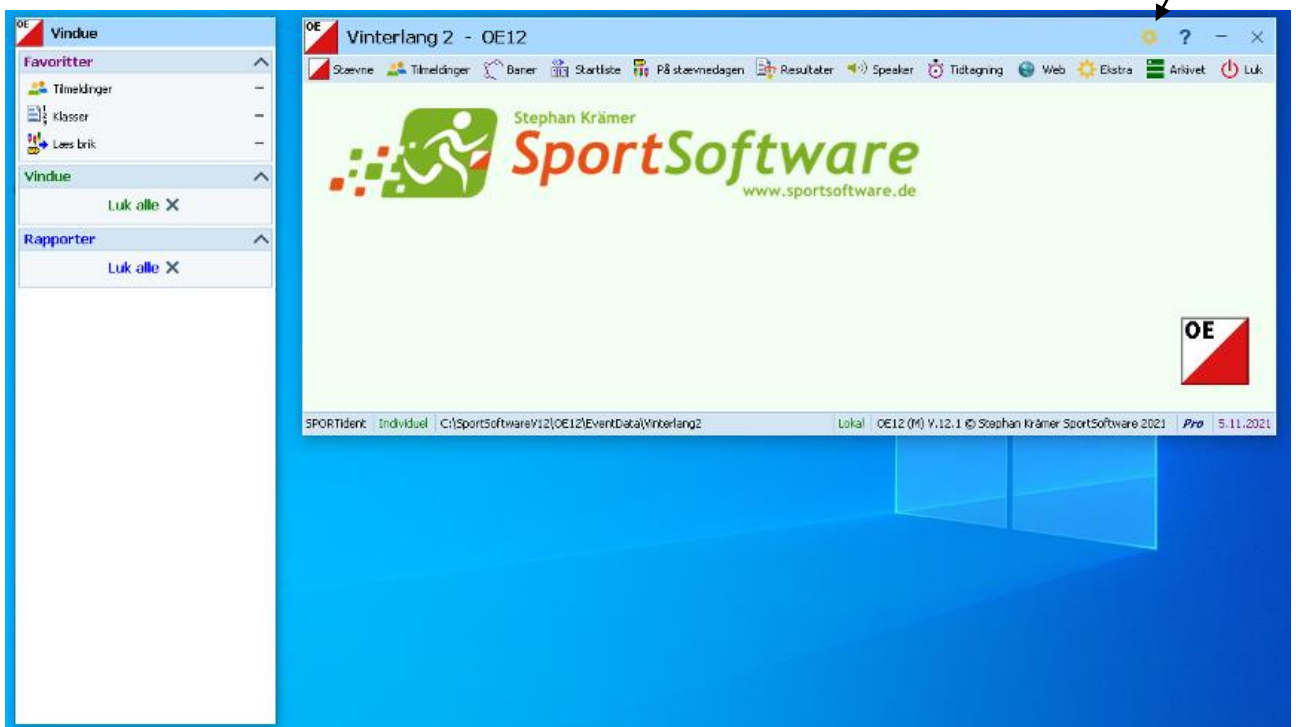 OE Vindue
Favoritter
Tilmeldinger
Klasser
Læs brik
Vindue
Luk alle
Rapporter
Luk alle
OE Vinterlang 2 - OE12 ?
Stævne Tilmeldinger Baner Startliste På stævnedagen Resultater Speaker Tidtagning Web Ekstra Arkivet Luk
Stephan Krämer
SportSoftware
www.sportsoftware.de
OE
SPORTident Individuel C:\SportSoftwareV12\OE12\EventData\Vinterlang2 Lokal OE12 (M) V.12.1 © Stephan Krämer SportSoftware 2021 Pro 5.11.2021